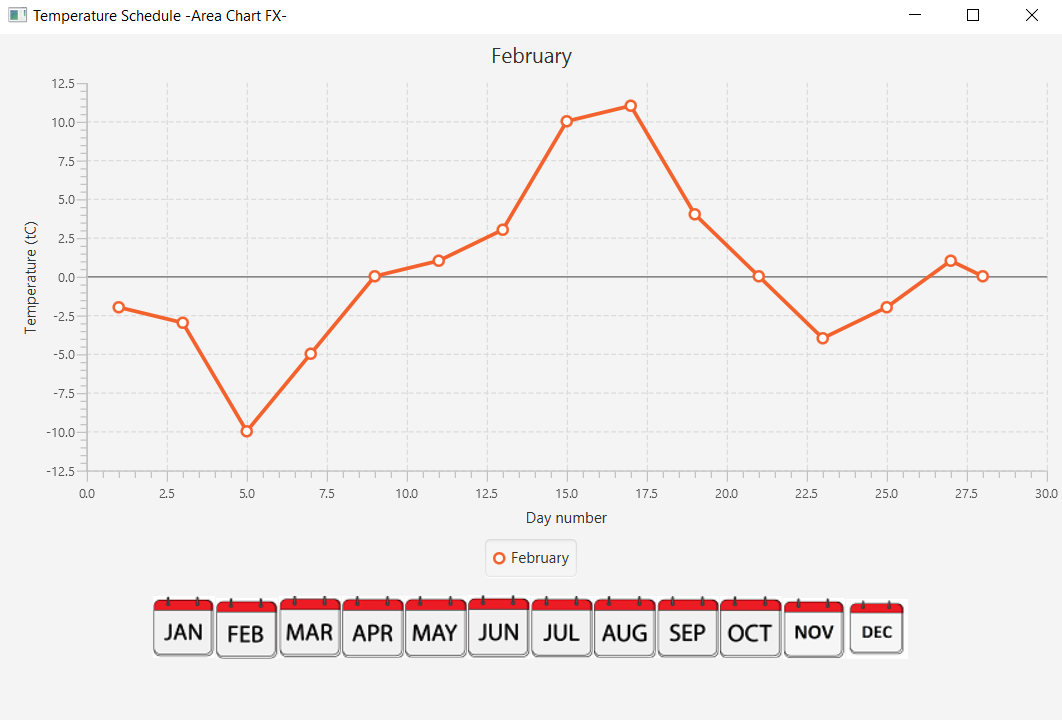 Temperature Schedule -Area Chart FX-
February
12.5
10.0
7.5
5.0
2.5
0.0
-2.5
-5.0
-7.5
-10.0
-12.5
Temperature (tC)
0.0 2.5 5.0 7.5 10.0 12.5 15.0 17.5 20.0 22.5 25.0 27.5 30.0
Day number
February
JAN FEB MAR APR MAY JUN JUL AUG SEP OCT NOV DEC